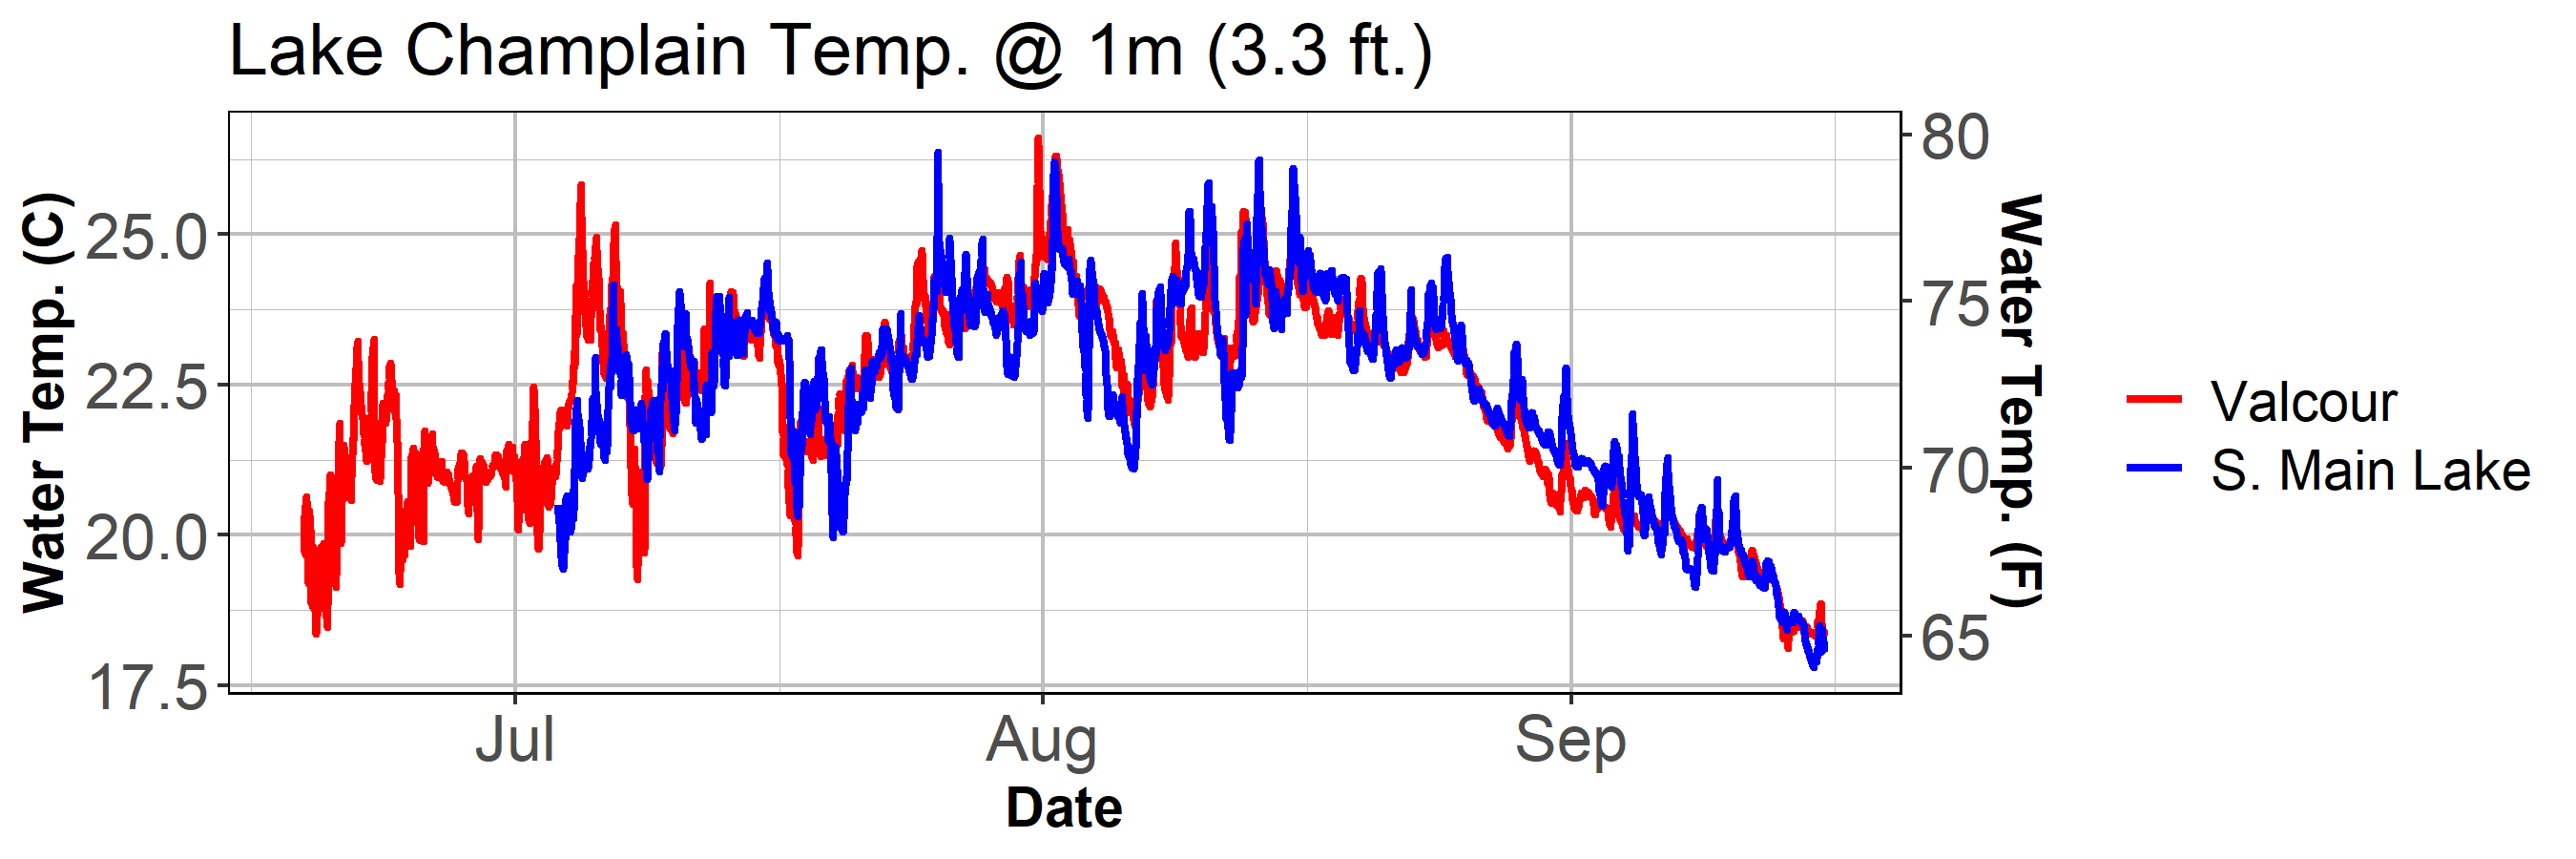 Lake Champlain Temp. @ 1m (3.3 ft.)
Water Temp. (C)
25.0
22.5
20.0
17.5
80
75
70
65
Water Temp. (F)
Jul
Aug
Sep
Date
Valcour
S. Main Lake